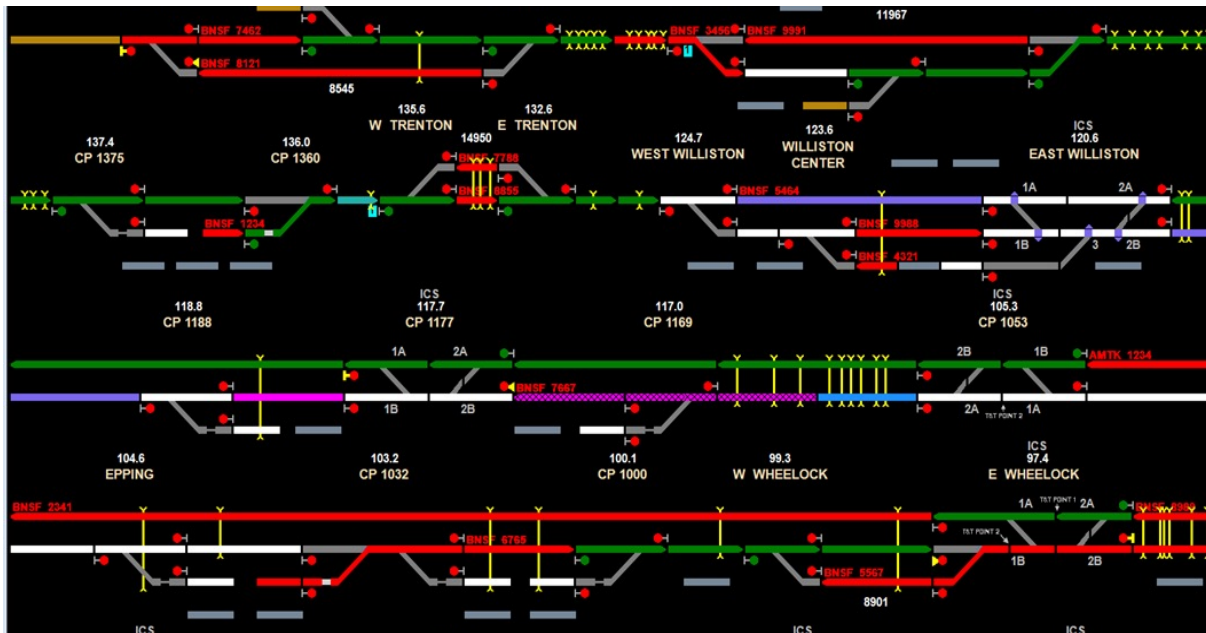 11967
BNSF 7462
BNSF 3456
BNSF 9991
1
BNSF 8121
8545
135.6
W TRENTON
132.6
E TRENTON
137.4
CP 1375
136.0
CP 1360
14950
124.7
WEST WILLISTON
123.6
WILLISTON
CENTER
ICS
120.6
EAST WILLISTON
BNSF 7788
BNSF 8855
BNSF 5464
1A
2A
1
BNSF 1234
BNSF 9988
1B
3
2B
BNSF 4321
118.8
CP 1188
ICS
117.7
CP 1177
117.0
CP 1169
ICS
105.3
CP 1053
1A
2A
2B
1B
AMTK 1234
BNSF 7667
1B
2B
2A
1A
T&T POINT 2
104.6
EPPING
103.2
CP 1032
100.1
CP 1000
99.3
W WHEELOCK
ICS
97.4
E WHEELOCK
BNSF 2341
1A
T&T POINT 1
2A
BNSF 6765
T&T POINT 2
1B
2B
BNSF 5567
8901
ICS
ICS
ICS